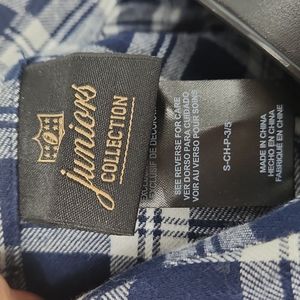 juniors
COLLECTION
SEE REVERSE FOR CARE
VER DORSO PARA CUIDADO
VOIR AU VERSO POUR SOINS
S-CH-P-3/5
MADE IN CHINA
HECHO EN CHINA
FABRIQUÉ EN CHINE